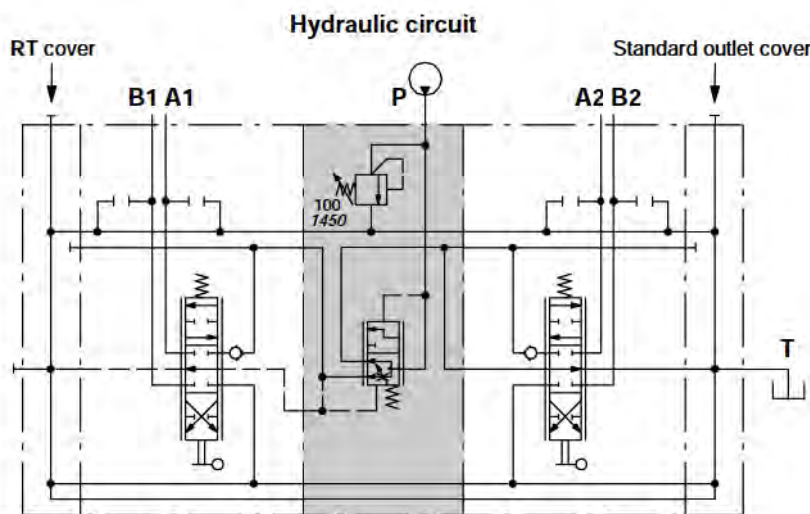 Hydraulic circuit
RT cover
Standard outlet cover
B1 A1
P
A2 B2
100
1450
T